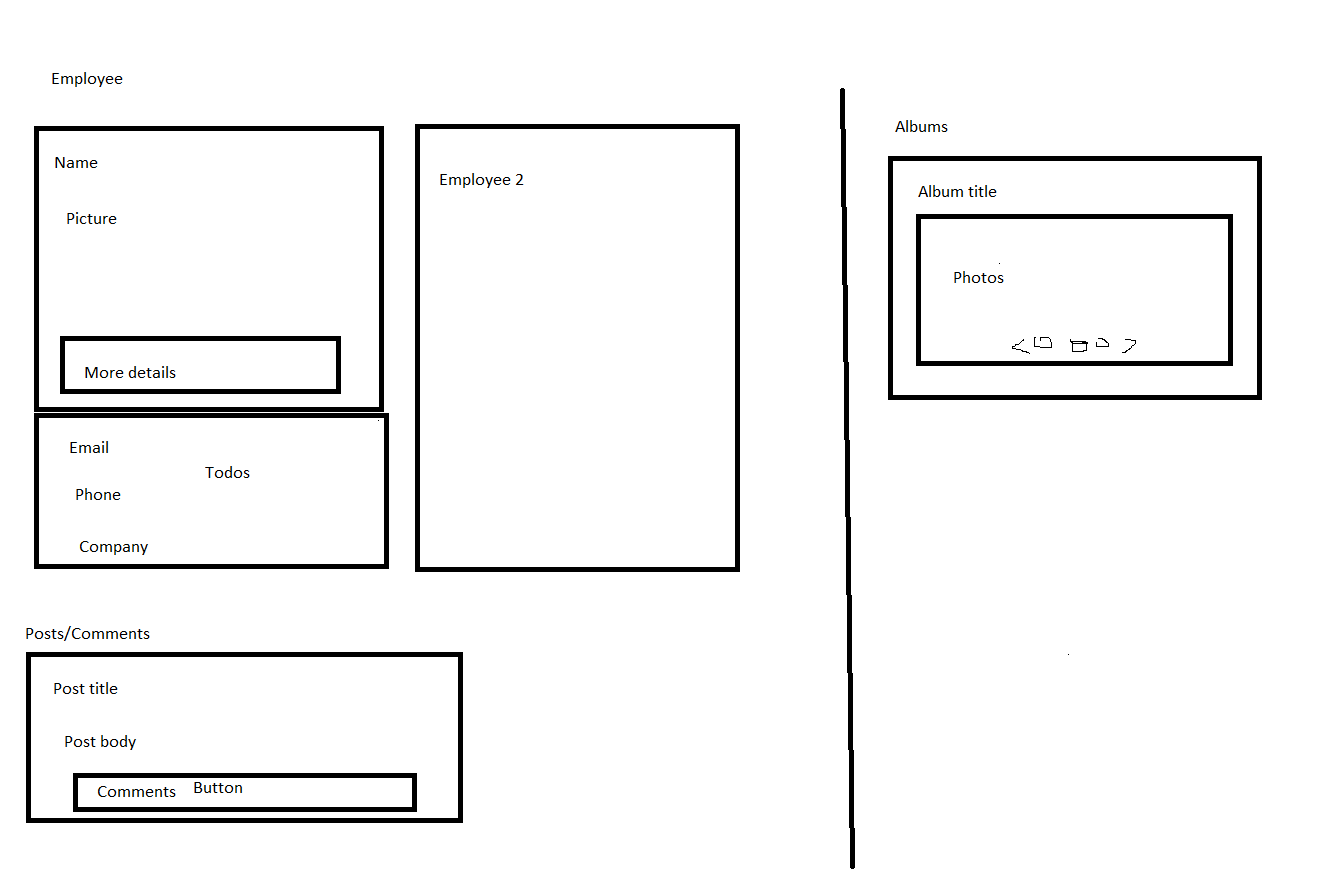 Employee
Name
Picture
More details
Email
Todos
Phone
Company
Employee 2
Posts/Comments
Post title
Post body
Comments Button
Albums
Album title
Photos